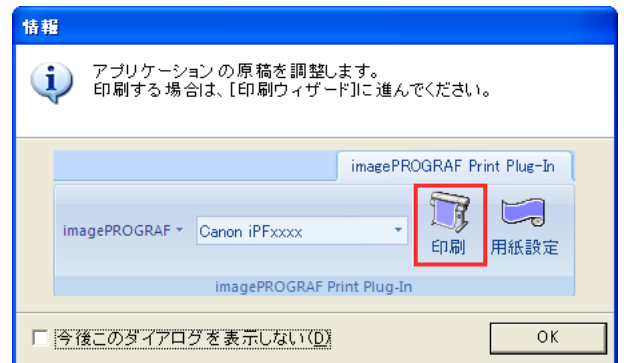 情報
アプリケーションの原稿を調整します。
印刷する場合は、[印刷ウィザード]に進んでください。
imagePROGRAF Print Plug-In
imagePROGRAF
Canon iPFxxxx
印刷
用紙設定
imagePROGRAF Print Plug-In
今後このダイアログを表示しない(D)
OK